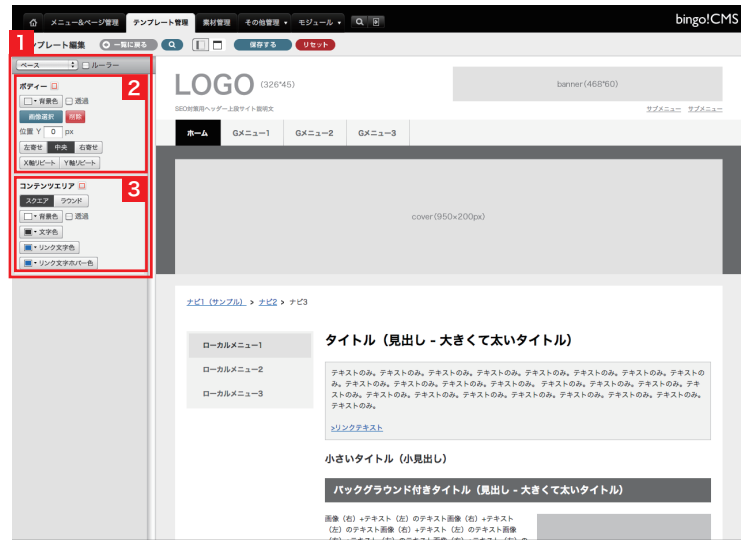 メニュー&ページ管理 テンプレート管理 素材管理 その他管理 モジュール bingo!CMS
1 ンプレート編集 一覧に戻る 保存する リセット
ベース ルーラー
ボディー 2
背景色 透過
画像選択 削除
位置 Y 0 px
左寄せ 中央 右寄せ
X軸リピート Y軸リピート
コンテンツエリア 3
スクエア ラウンド
背景色 透過
文字色
リンク文字色
リンク文字ホバー色
LOGO (326*45)
banner(468*60)
SEO対策用ヘッダー上段サイト説明文
サブメニュー サブメニュー
ホーム Gメニュー1 Gメニュー2 Gメニュー3
cover(950×200px)
ナビ1(サンプル) > ナビ2 > ナビ3
ローカルメニュー1
ローカルメニュー2
ローカルメニュー3
タイトル(見出し - 大きくて太いタイトル)
テキストのみ。テキストのみ。テキストのみ。テキストのみ。テキストのみ。テキストのみ。テキストのみ。テキストの
み。テキストのみ。テキストのみ。テキストのみ。テキストのみ。 テキストのみ。テキストのみ。テキストのみ。テキ
ストのみ。テキストのみ。テキストのみ。テキストのみ。テキストのみ。テキストのみ。テキストのみ。テキストのみ。
テキストのみ。
>リンクテキスト
小さいタイトル(小見出し)
バックグラウンド付きタイトル(見出し - 大きくて太いタイトル)
画像(右)+テキスト(左)のテキスト画像(右)+テキスト
(左)のテキスト画像(右)+テキスト(左)のテキスト画像